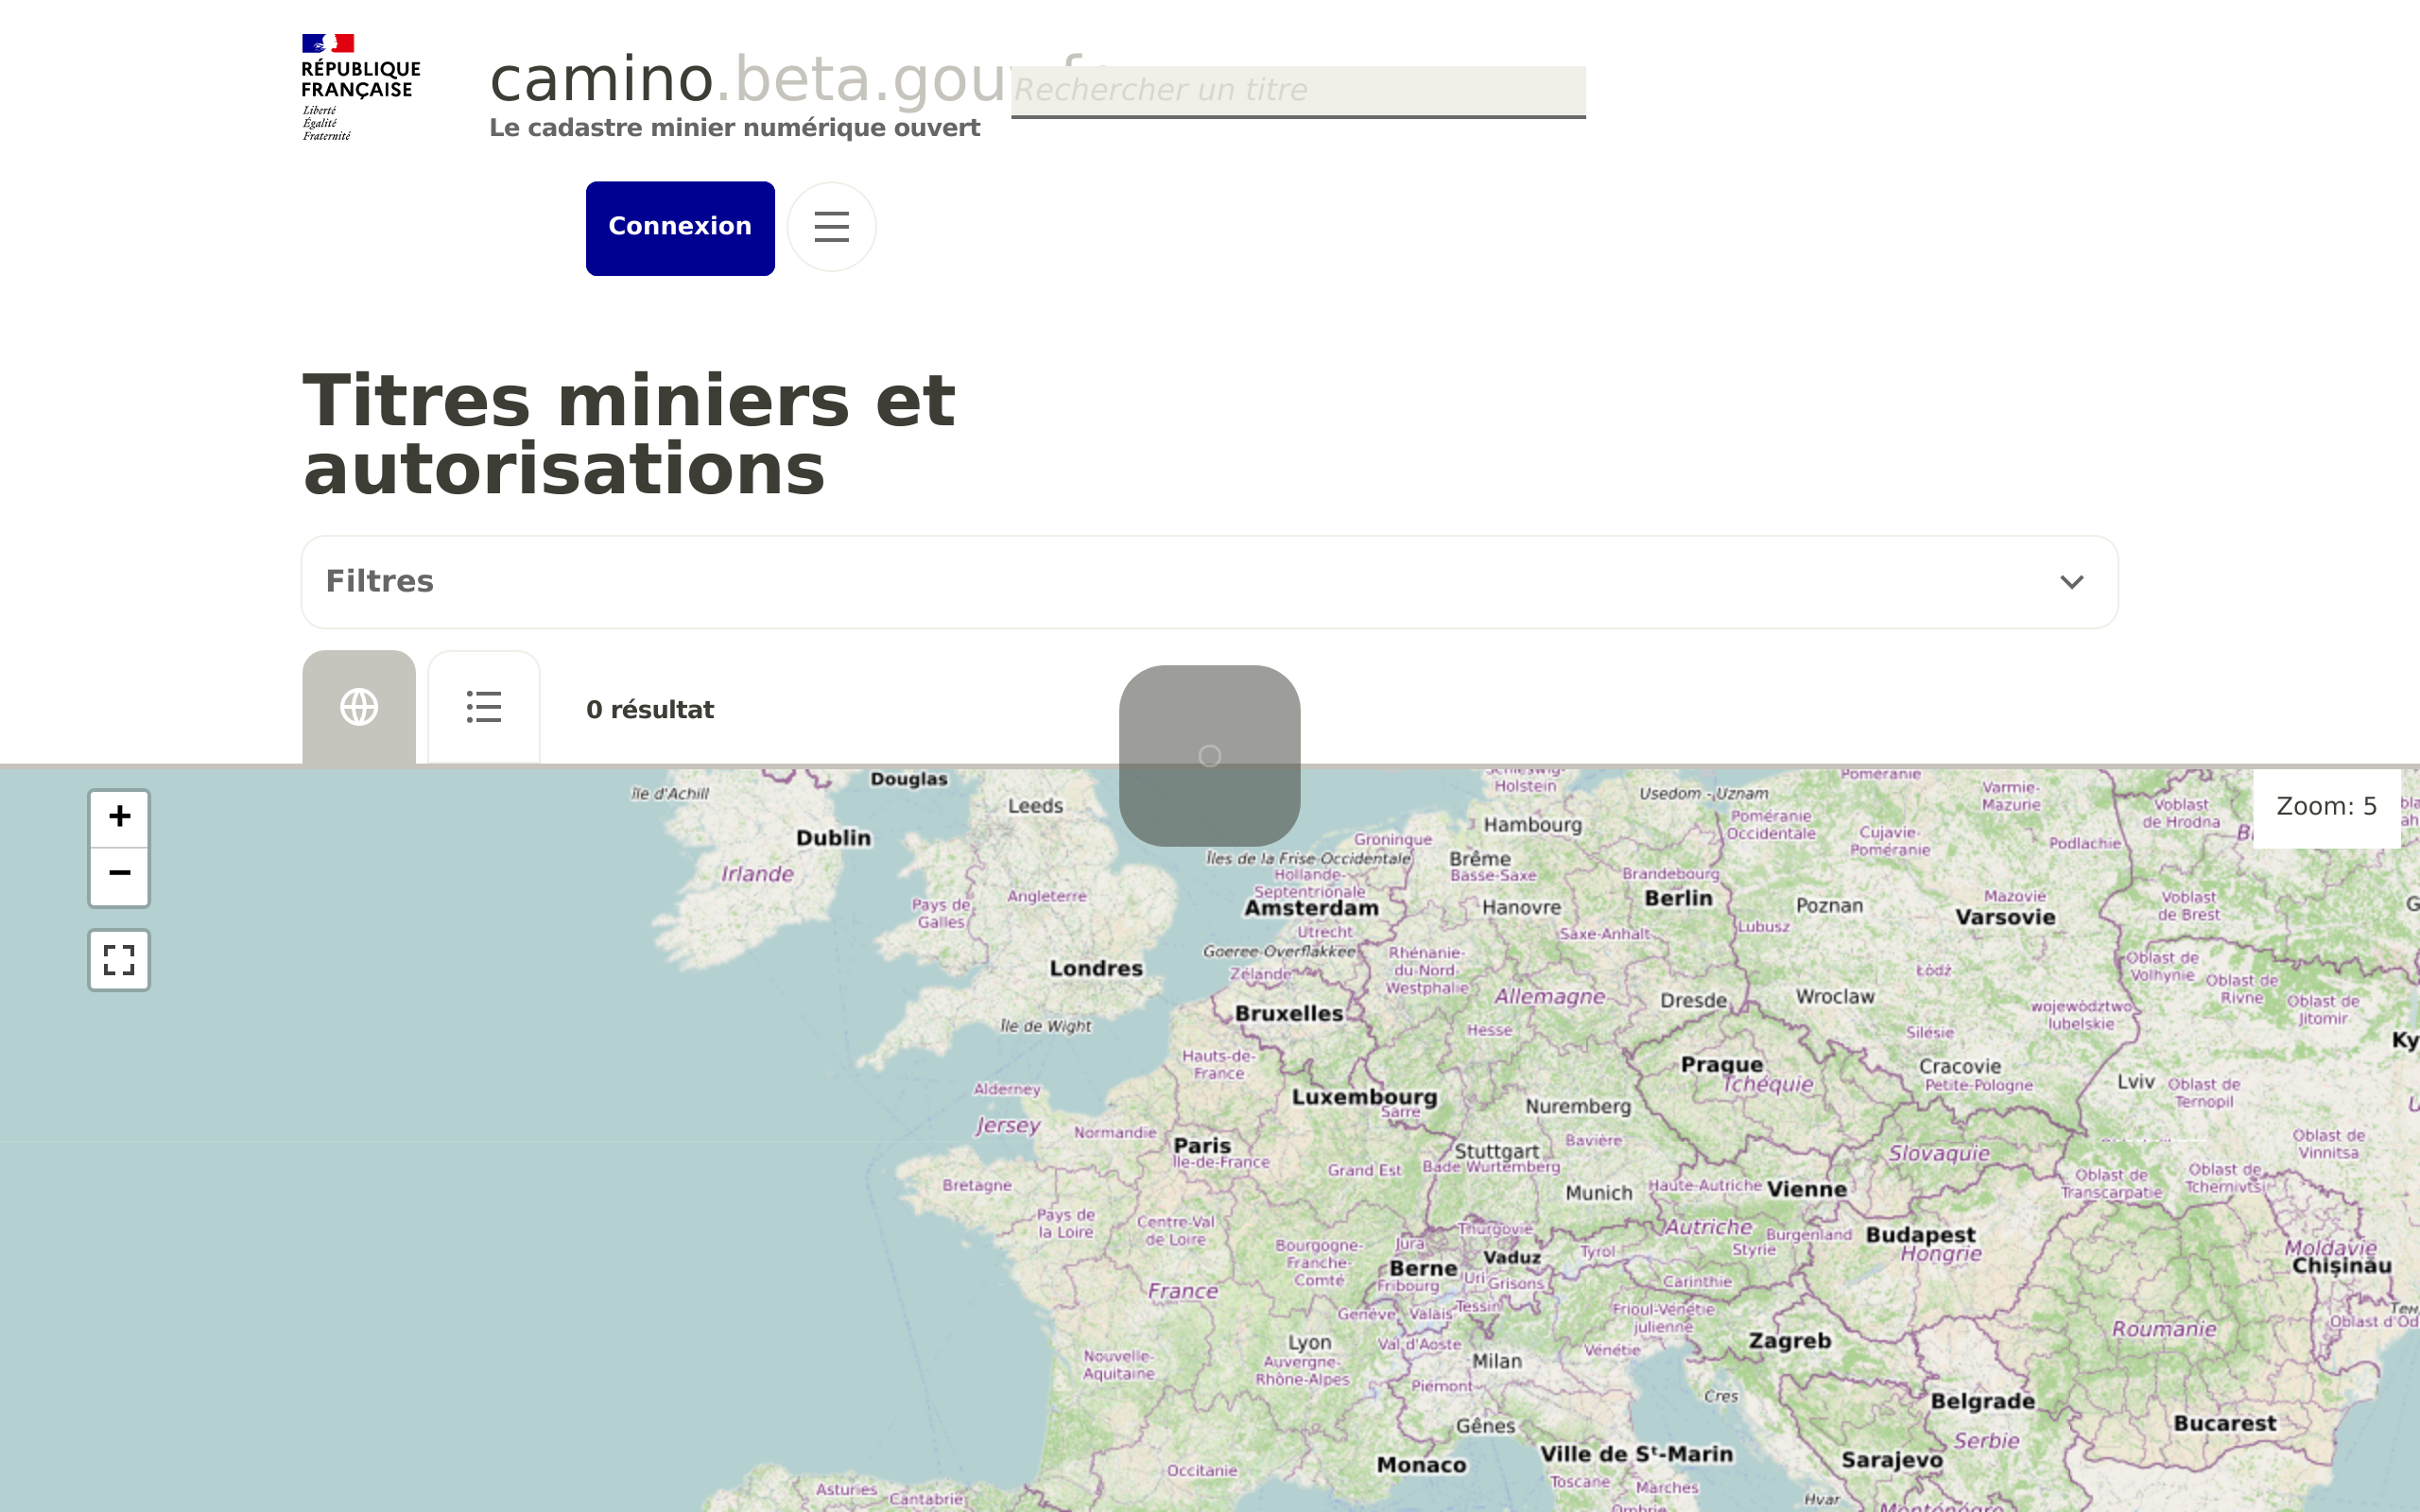 RÉPUBLIQUE
FRANÇAISE
Liberté
Égalité
Fraternité
camino.beta.gou
Le cadastre minier numérique ouvert
Rechercher un titre
Connexion
Titres miniers et
autorisations
Filtres
0 résultat
+
−
Zoom: 5
Île d'Achill
Douglas
Leeds
Dublin
Irlande
Pays de
Galles
Angleterre
Londres
Île de Wight
Holstein
Usedom - Uznam
Poméranie
Hambourg
Poméranie
Occidentale
Varmie-
Mazurie
Cujavie-
Poméranie
Podlachie
Voblast
de Hrodna
Groningue
Îles de la Frise-Occidentale
Brême
Basse-Saxe
Hollande-
Septentrionale
Amsterdam
Utrecht
Hanovre
Brandebourg
Berlin
Poznan
Lubusz
Mazovie
Varsovie
Voblast
de Brest
Goeree-Overflakkee
Zélande
Rhénanie-
du-Nord-
Westphalie
Saxe-Anhalt
Łódź
Oblast de
Volhynie
Oblast de
Rivne
Oblast de
Jitomir
Bruxelles
Allemagne
Dresde
Wroclaw
województwo
lubelskie
Hesse
Silésie
Hauts-de-
France
Prague
Tchéquie
Cracovie
Petite-Pologne
Lviv
Oblast de
Ternopil
Alderney
Jersey
Luxembourg
Sarre
Nuremberg
Normandie
Paris
Île-de-France
Grand Est
Stuttgart
Bade Wurtemberg
Bavière
Slovaquie
Oblast de
Vinnitsa
Bretagne
Munich
Haute-Autriche
Vienne
Oblast de
Transcarpatie
Oblast de
Tchernivtsi
Pays de
la Loire
Centre-Val
de Loire
Bourgogne-
Franche-
Comté
Jura
Thurgovie
Vaduz
Autriche
Burgenland
Styrie
Tyrol
Budapest
Hongrie
Moldavie
Chișinău
Berne
Fribourg
Uri
Grisons
Carinthie
France
Genève
Valais
Tessin
Frioul-Vénétie
julienne
Roumanie
Lyon
Auvergne-
Rhône-Alpes
Val d'Aoste
Milan
Vénétie
Zagreb
Nouvelle-
Aquitaine
Piémont
Cres
Belgrade
Gênes
Bucarest
Serbie
Monaco
Ville de Sᵗ-Marin
Sarajevo
Occitanie
Toscane
Marches
Asturies
Cantabrie
Hvar
Monténégro